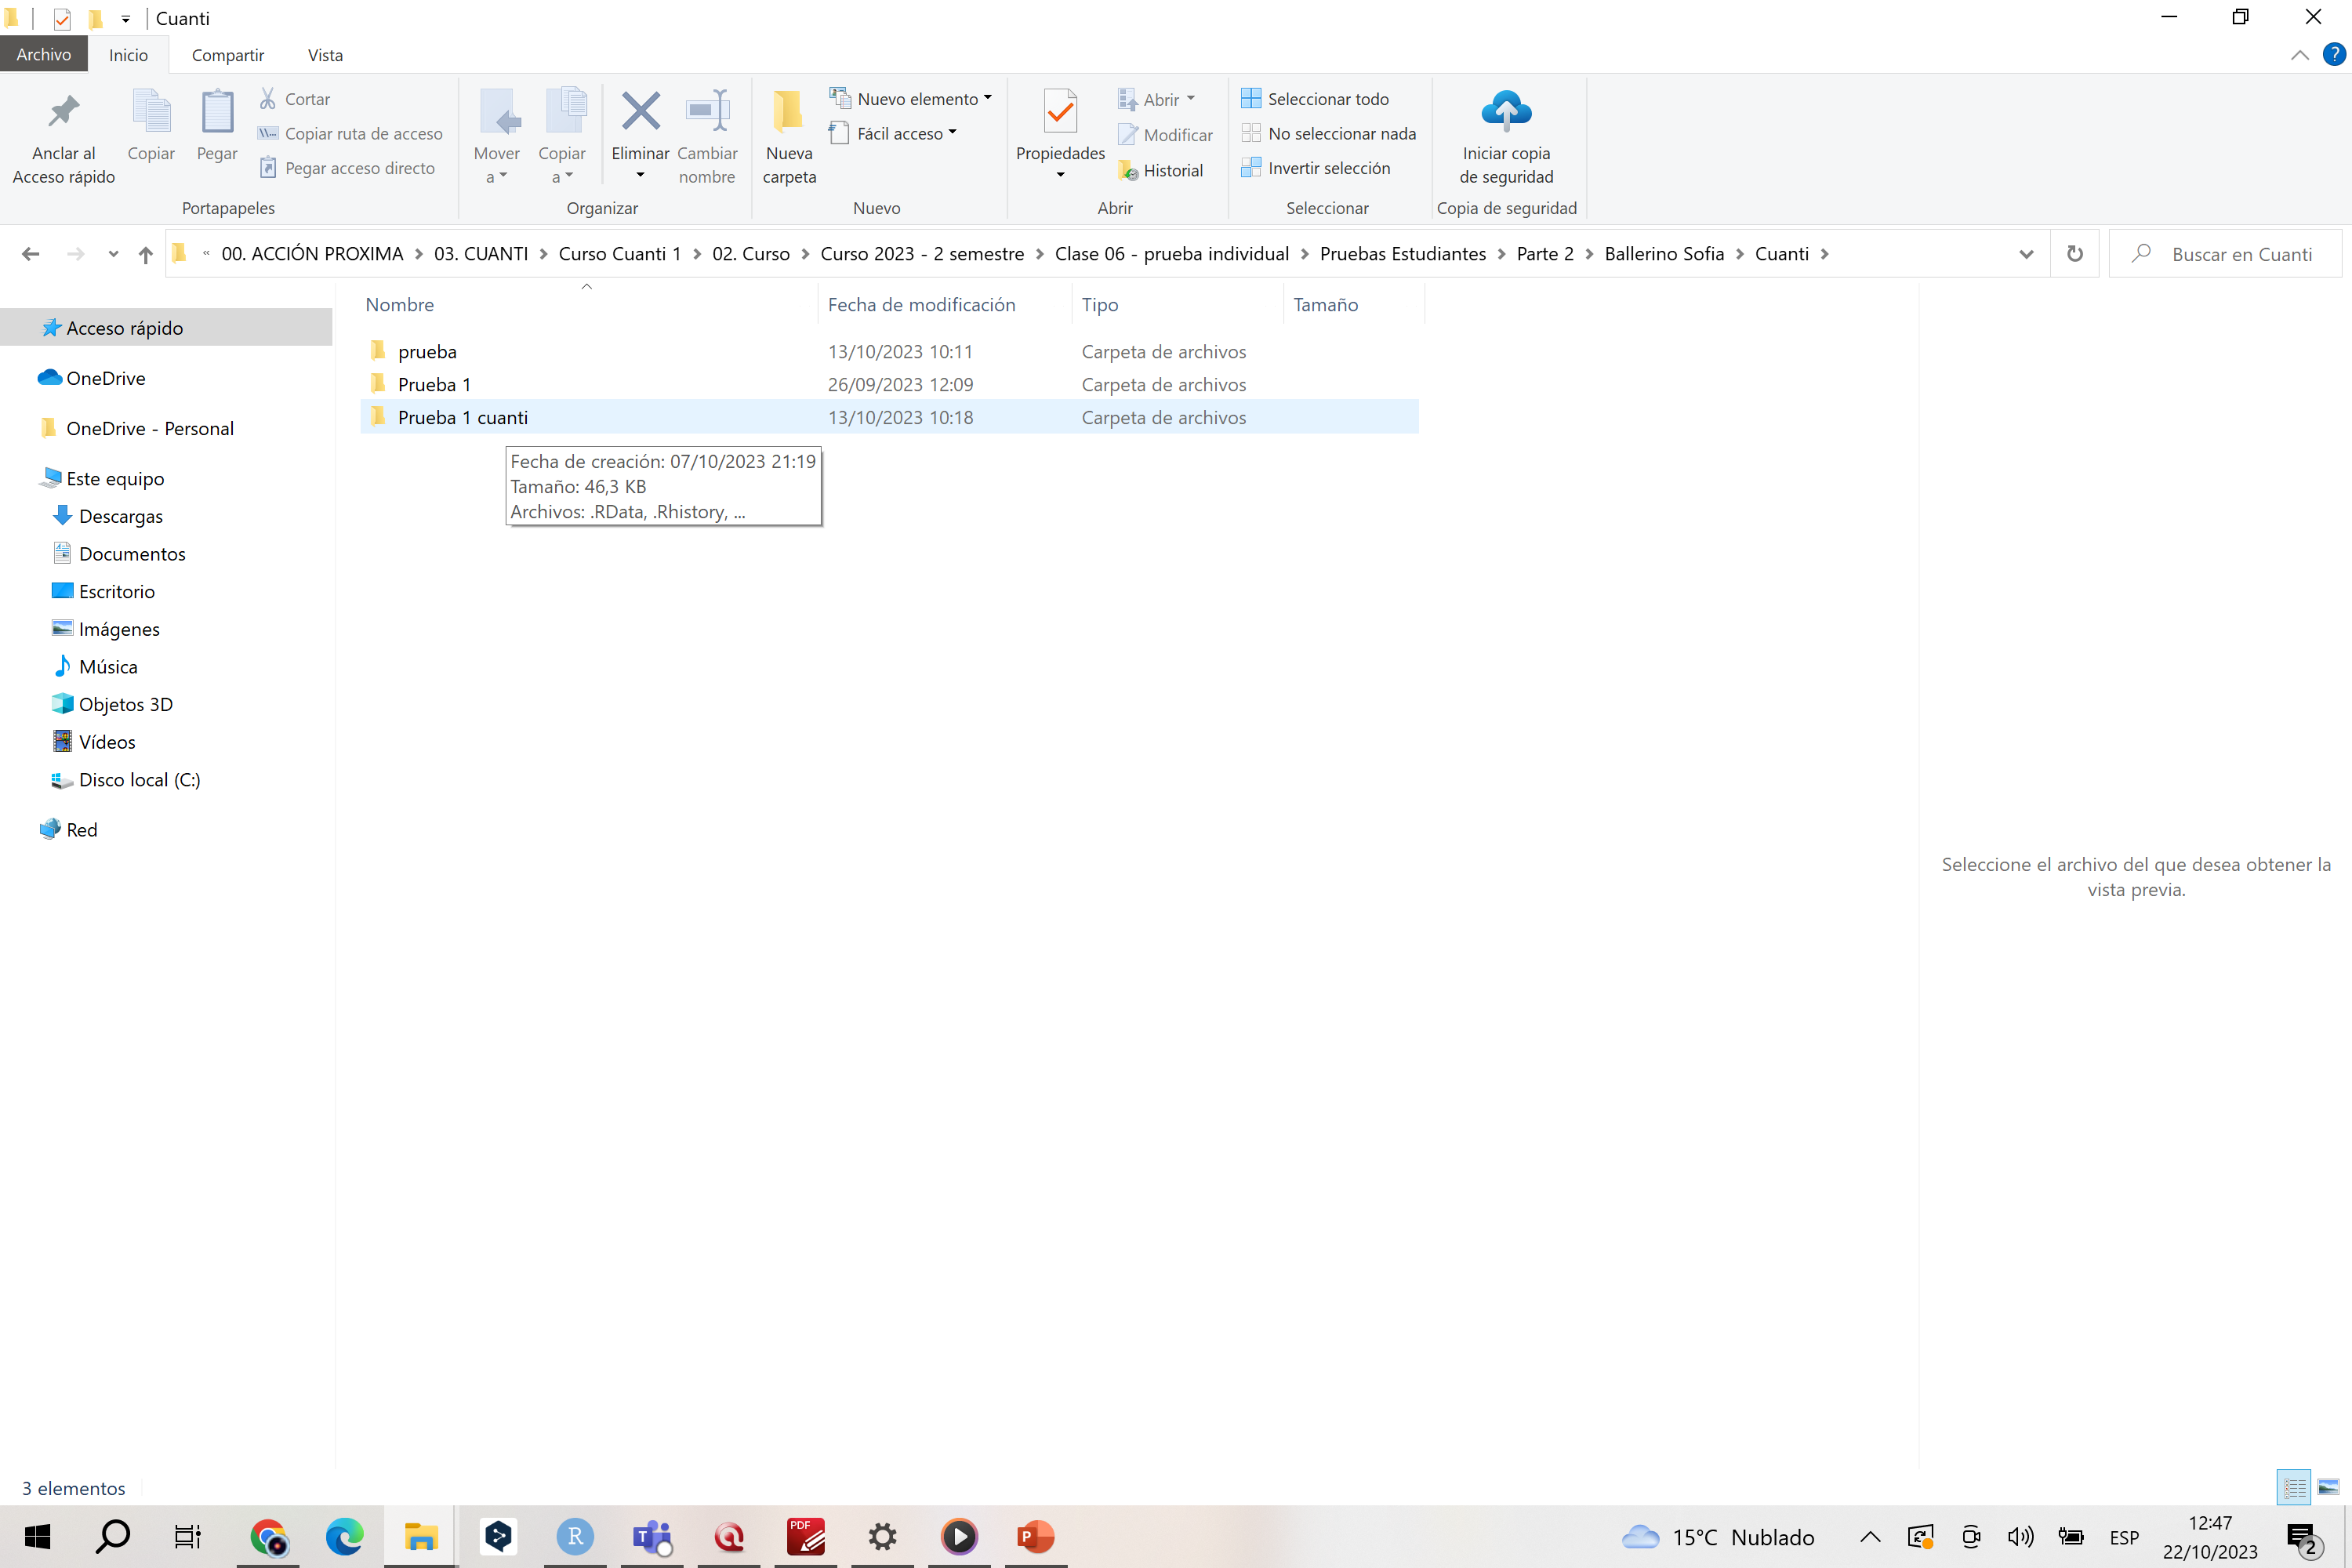 Cuanti
Archivo Inicio Compartir Vista
Anclar al Acceso rápido
Copiar
Pegar
Cortar
Copiar ruta de acceso
Pegar acceso directo
Portapapeles
Mover a
Copiar a
Eliminar
Cambiar nombre
Organizar
Nueva carpeta
Nuevo elemento
Fácil acceso
Nuevo
Propiedades
Abrir
Modificar
Historial
Abrir
Seleccionar todo
No seleccionar nada
Invertir selección
Seleccionar
Iniciar copia de seguridad
Copia de seguridad
« 00. ACCIÓN PROXIMA > 03. CUANTI > Curso Cuanti 1 > 02. Curso > Curso 2023 - 2 semestre > Clase 06 - prueba individual > Pruebas Estudiantes > Parte 2 > Ballerino Sofia > Cuanti >
Buscar en Cuanti
Acceso rápido
OneDrive
OneDrive - Personal
Este equipo
Descargas
Documentos
Escritorio
Imágenes
Música
Objetos 3D
Vídeos
Disco local (C:)
Red
Nombre Fecha de modificación Tipo Tamaño
prueba 13/10/2023 10:11 Carpeta de archivos
Prueba 1 26/09/2023 12:09 Carpeta de archivos
Prueba 1 cuanti 13/10/2023 10:18 Carpeta de archivos
Fecha de creación: 07/10/2023 21:19
Tamaño: 46,3 KB
Archivos: .RData, .Rhistory, ...
Seleccione el archivo del que desea obtener la
vista previa.
3 elementos
R
T
PDF
P
15°C Nublado
ESP
12:47
22/10/2023
2